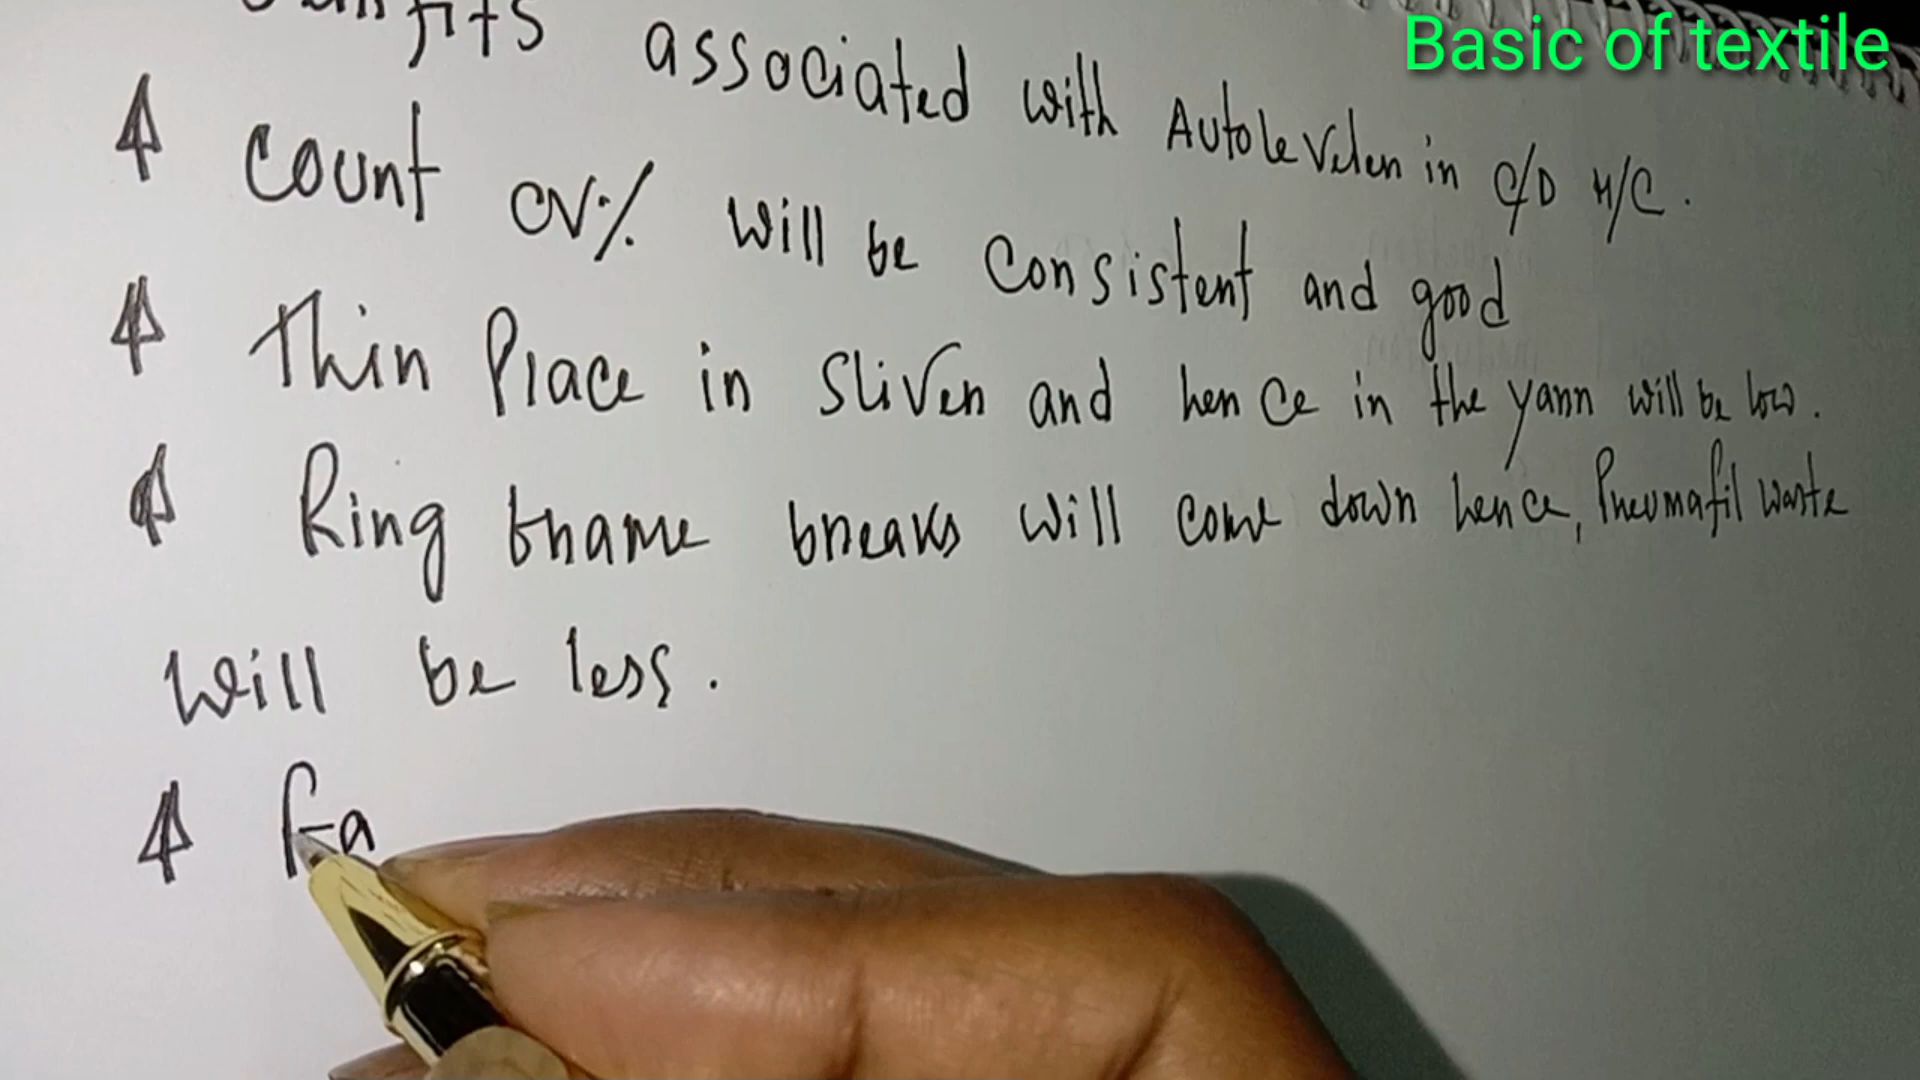 Basic of textile
Benifits associated with Autoleveler in C/D M/C.
Count CV% will be Consistent and good
Thin Place in Sliver and hence in the yarn will be low.
Ring frame breaks will come down hence, Pneumafil waste
will be less.
Fa